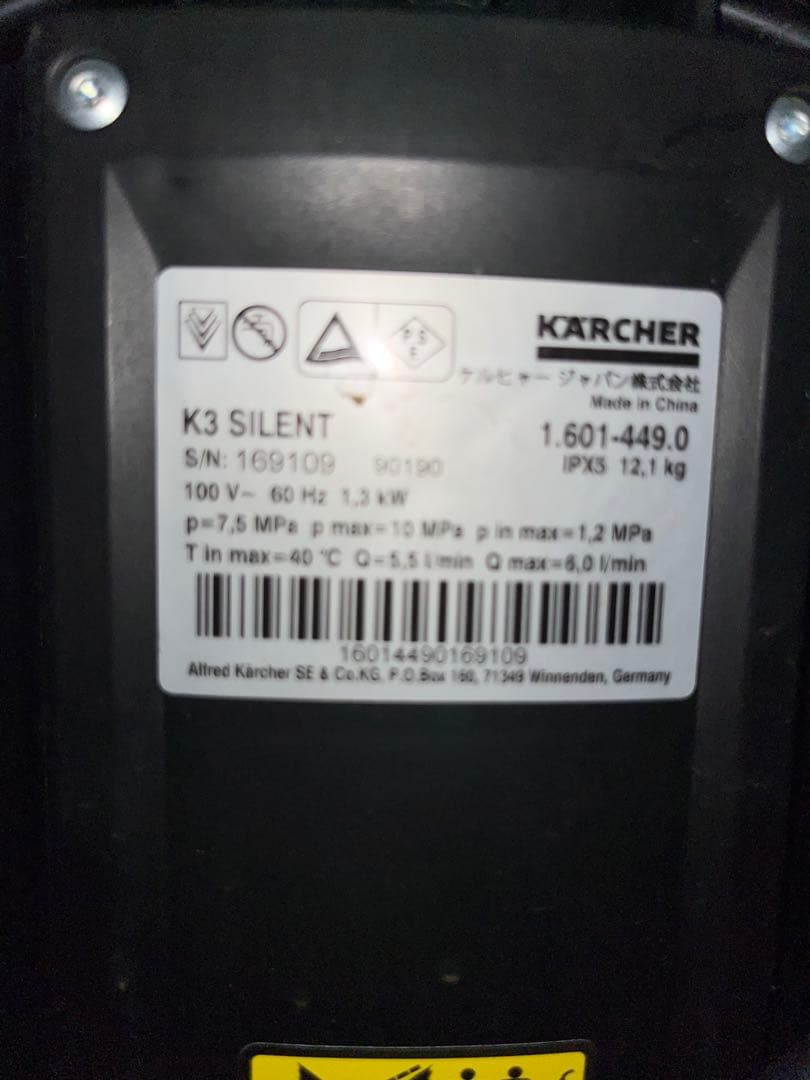 P S
E
KÄRCHER
ケルヒャー ジャパン株式会社
Made in China
K3 SILENT
1.601-449.0
S/N: 169109 90190
IPX5 12,1 kg
100 V~ 60 Hz 1,3 kW
p=7,5 MPa p max=10 MPa p in max=1,2 MPa
T in max=40 °C Q=5,5 l/min Q max=6,0 l/min
16014490169109
Alfred Kärcher SE & Co.KG, P.O.Box 160, 71349 Winnenden, Germany